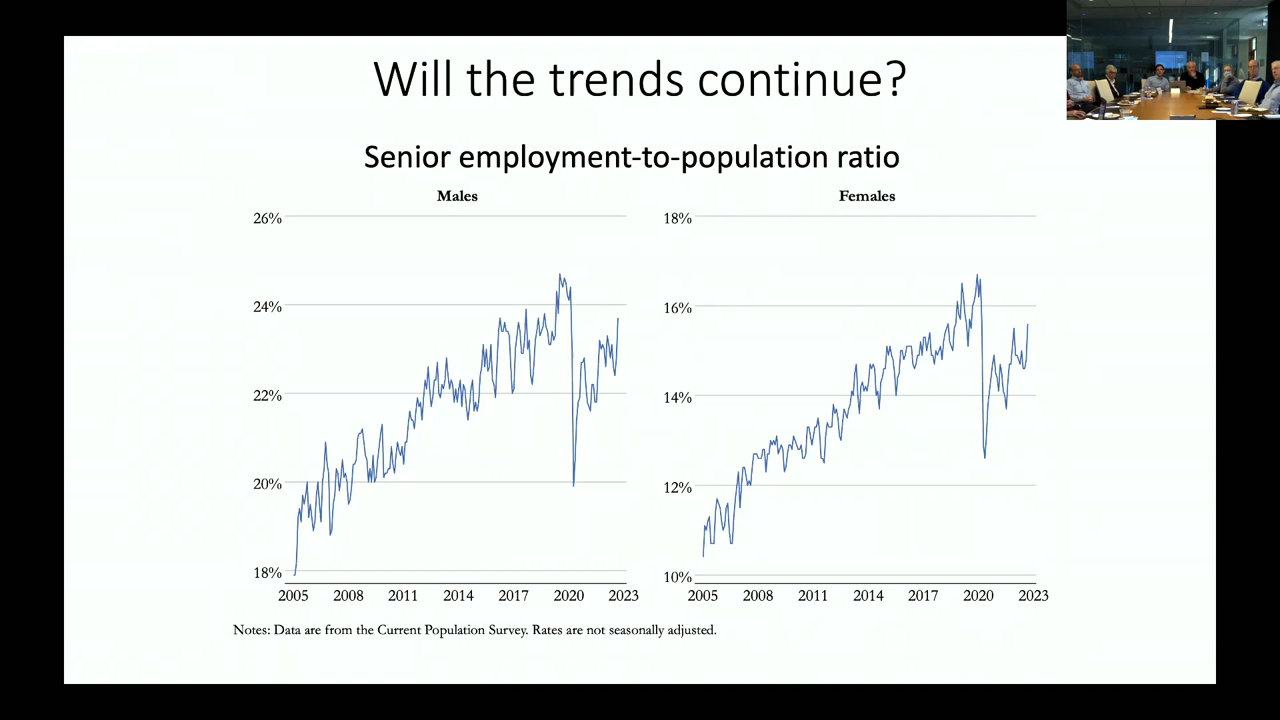 Will the trends continue?
Senior employment-to-population ratio
Males
26%
24%
22%
20%
18%
2005 2008 2011 2014 2017 2020 2023
Females
18%
16%
14%
12%
10%
2005 2008 2011 2014 2017 2020 2023
Notes: Data are from the Current Population Survey. Rates are not seasonally adjusted.